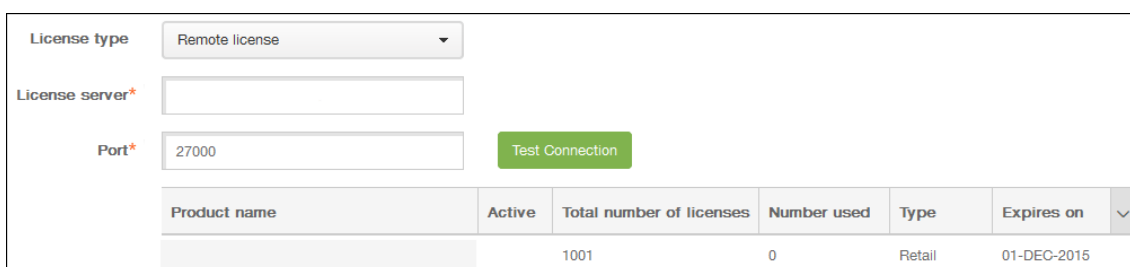 License type Remote license
License server*
Port* 27000 Test Connection
Product name Active Total number of licenses Number used Type Expires on
1001 0 Retail 01-DEC-2015